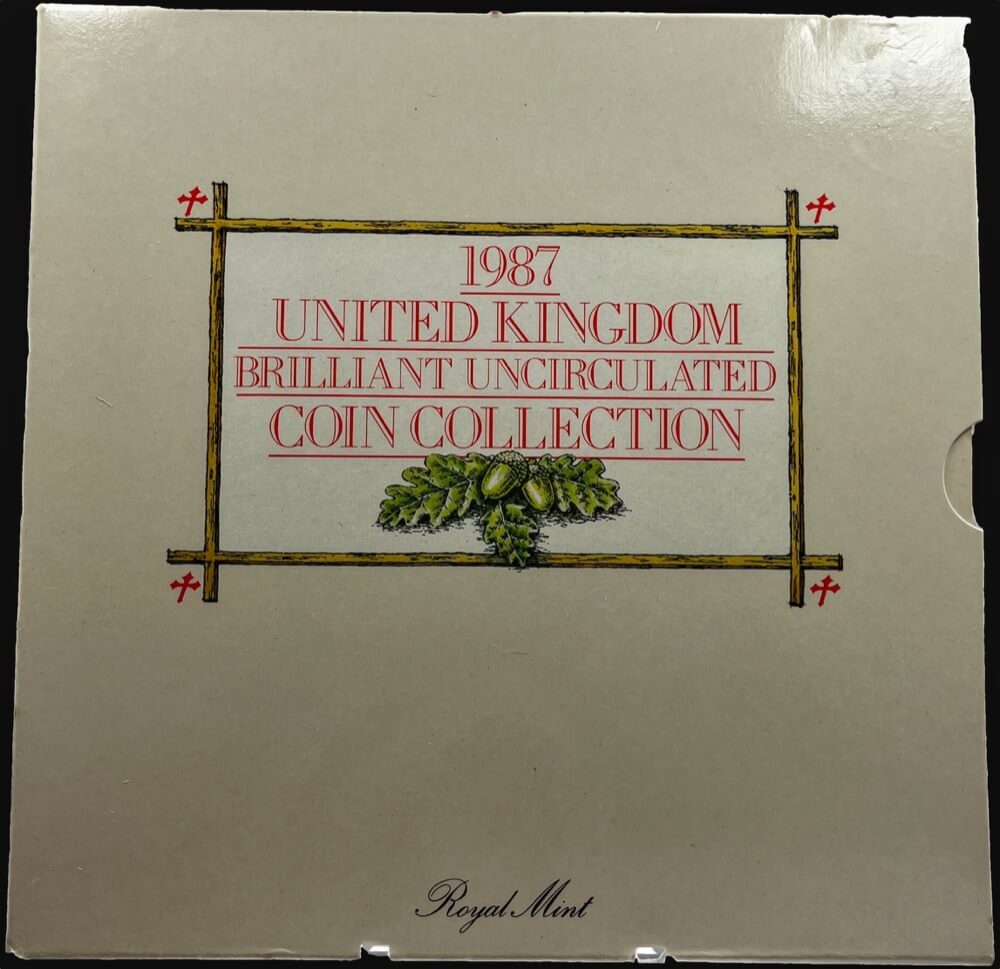 1987
UNITED KINGDOM
BRILLIANT UNCIRCULATED
COIN COLLECTION
Royal Mint